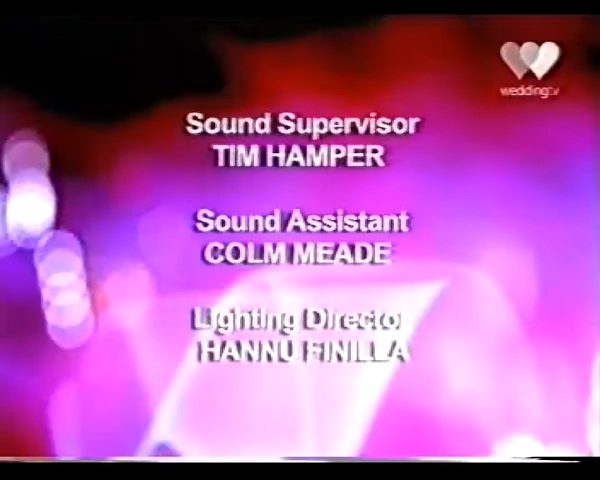 weddingtv
Sound Supervisor
TIM HAMPER
Sound Assistant
COLM MEADE
Lighting Director
HANNU FINILLA